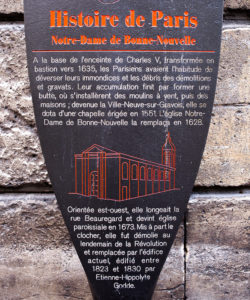 Histoire de Paris
Notre-Dame de Bonne-Nouvelle
A la base de l'enceinte de Charles V, transformée en
bastion vers 1635, les Parisiens avaient l'habitude de
déverser leurs immondices et les débris des démolitions
et gravats. Leur accumulation finit par former une
butte, où s'installèrent des moulins à vent, puis des
maisons ; devenue la Ville-Neuve-sur-Gravois, elle se
dota d'une chapelle érigée en 1551. L'église Notre-
Dame de Bonne-Nouvelle la remplaça en 1628.
Orientée est-ouest, elle longeait la
rue Beauregard et devint église
paroissiale en 1673. Mis à part le
clocher, elle fut démolie au
lendemain de la Révolution
et remplacée par l'édifice
actuel, édifié entre
1823 et 1830 par
Etienne-Hippolyte
Godde.